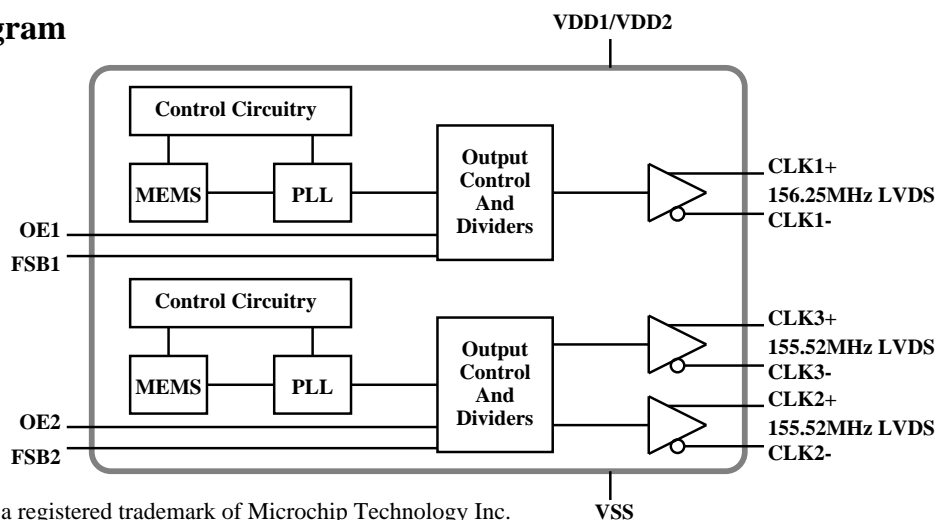 gram
VDD1/VDD2
Control Circuitry
MEMS
PLL
Output
Control
And
Dividers
CLK1+
156.25MHz LVDS
CLK1-
OE1
FSB1
Control Circuitry
MEMS
PLL
Output
Control
And
Dividers
CLK3+
155.52MHz LVDS
CLK3-
CLK2+
155.52MHz LVDS
CLK2-
OE2
FSB2
a registered trademark of Microchip Technology Inc.
VSS